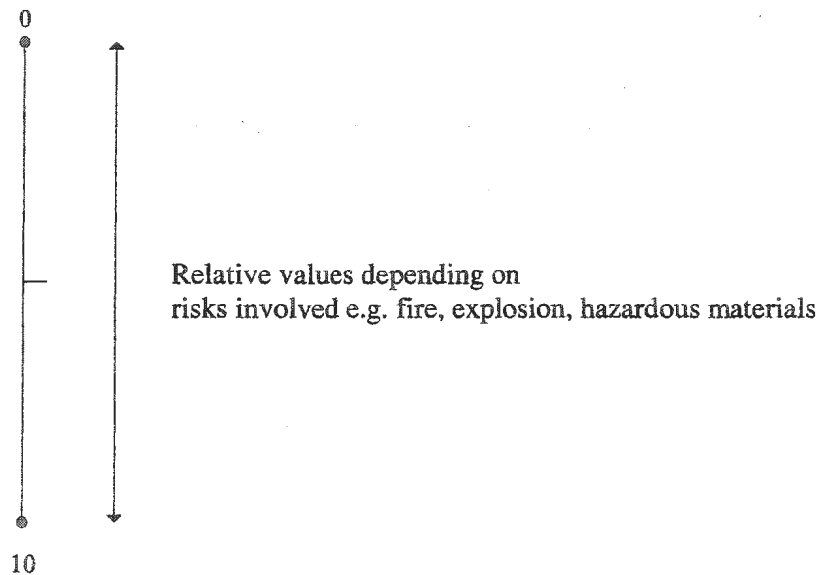 0
Relative values depending on
risks involved e.g. fire, explosion, hazardous materials
10